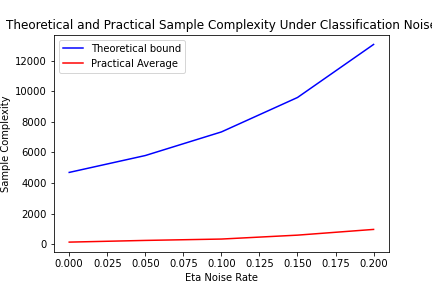 Theoretical and Practical Sample Complexity Under Classification Noise
Theoretical bound
Practical Average
Sample Complexity
12000
10000
8000
6000
4000
2000
0
0.000 0.025 0.050 0.075 0.100 0.125 0.150 0.175 0.200
Eta Noise Rate